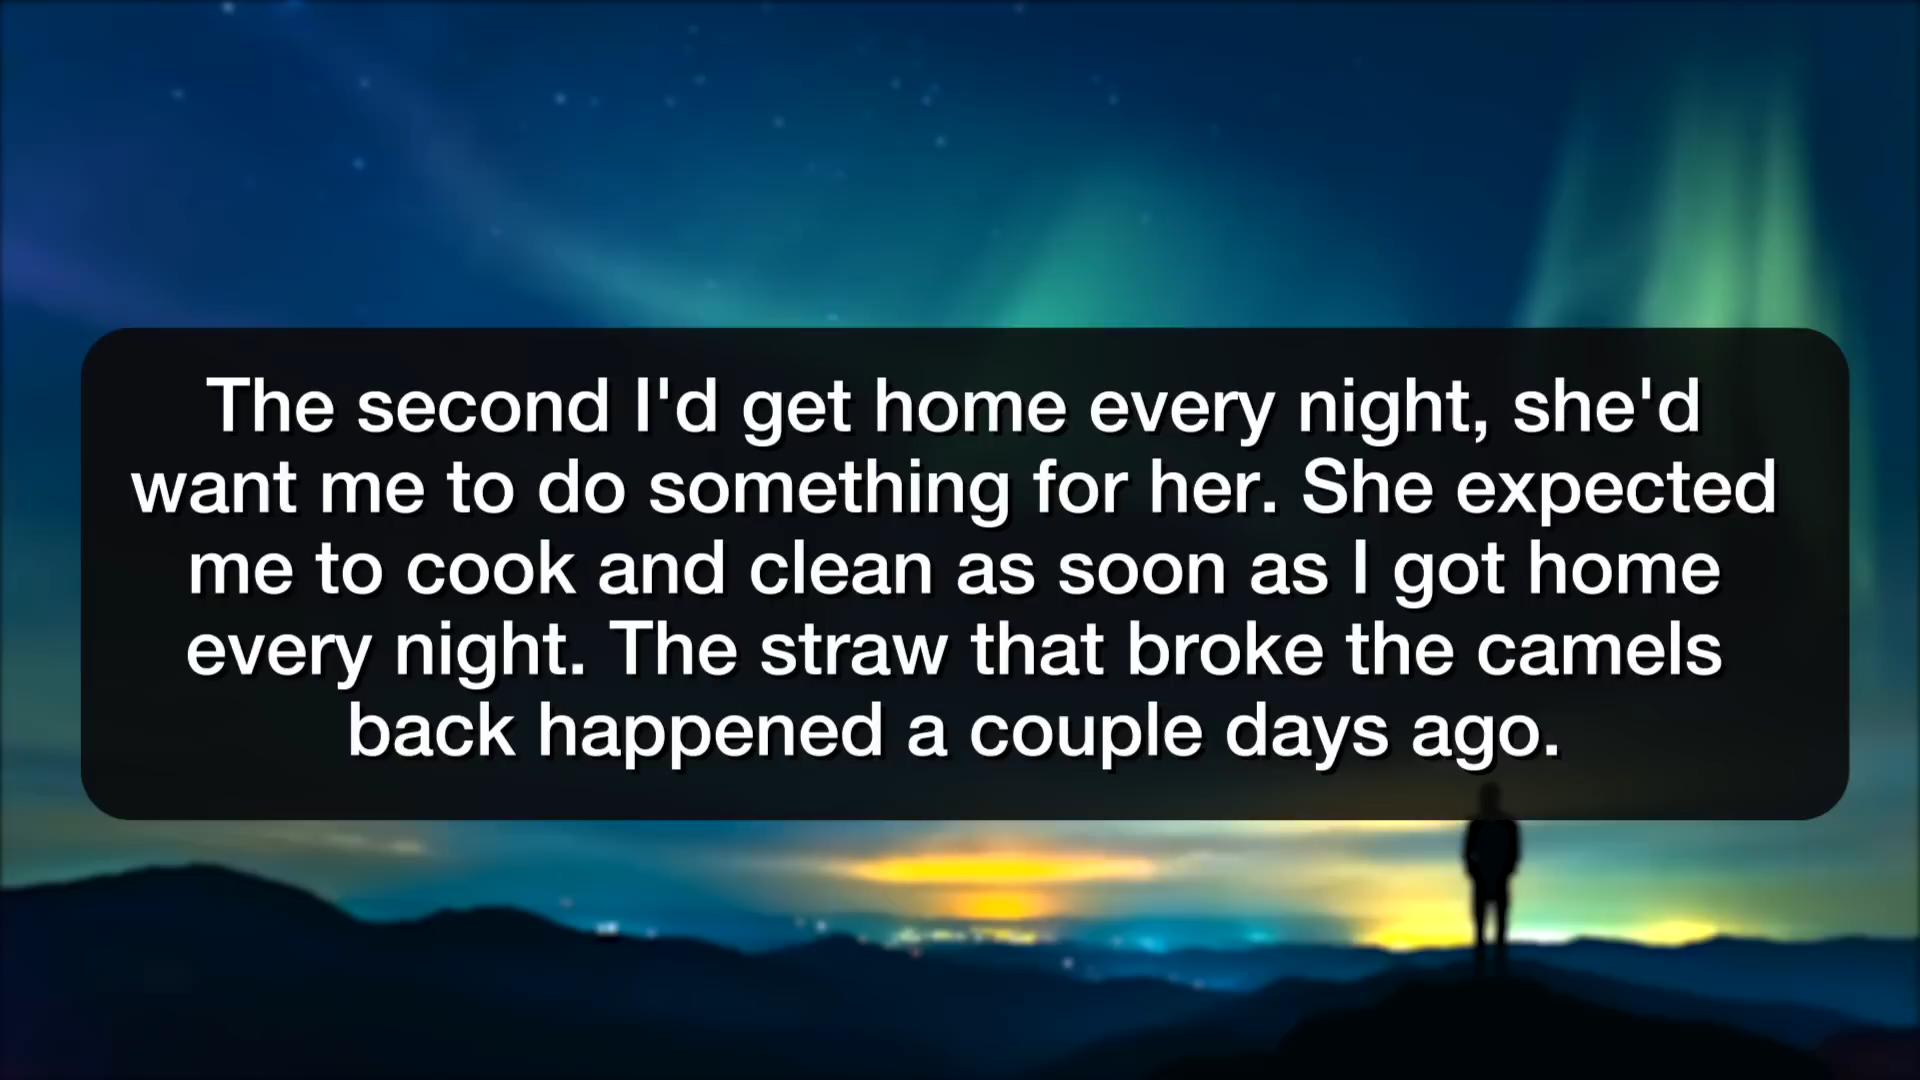 The second I'd get home every night, she'd
want me to do something for her. She expected
me to cook and clean as soon as I got home
every night. The straw that broke the camels
back happened a couple days ago.